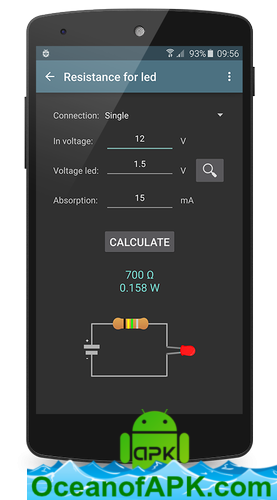 93% 09:56
Resistance for led
Connection: Single
In voltage: 12 V
Voltage led: 1.5 V
Absorption: 15 mA
CALCULATE
700 Ω
0.158 W
apk
OceanofAPK.com